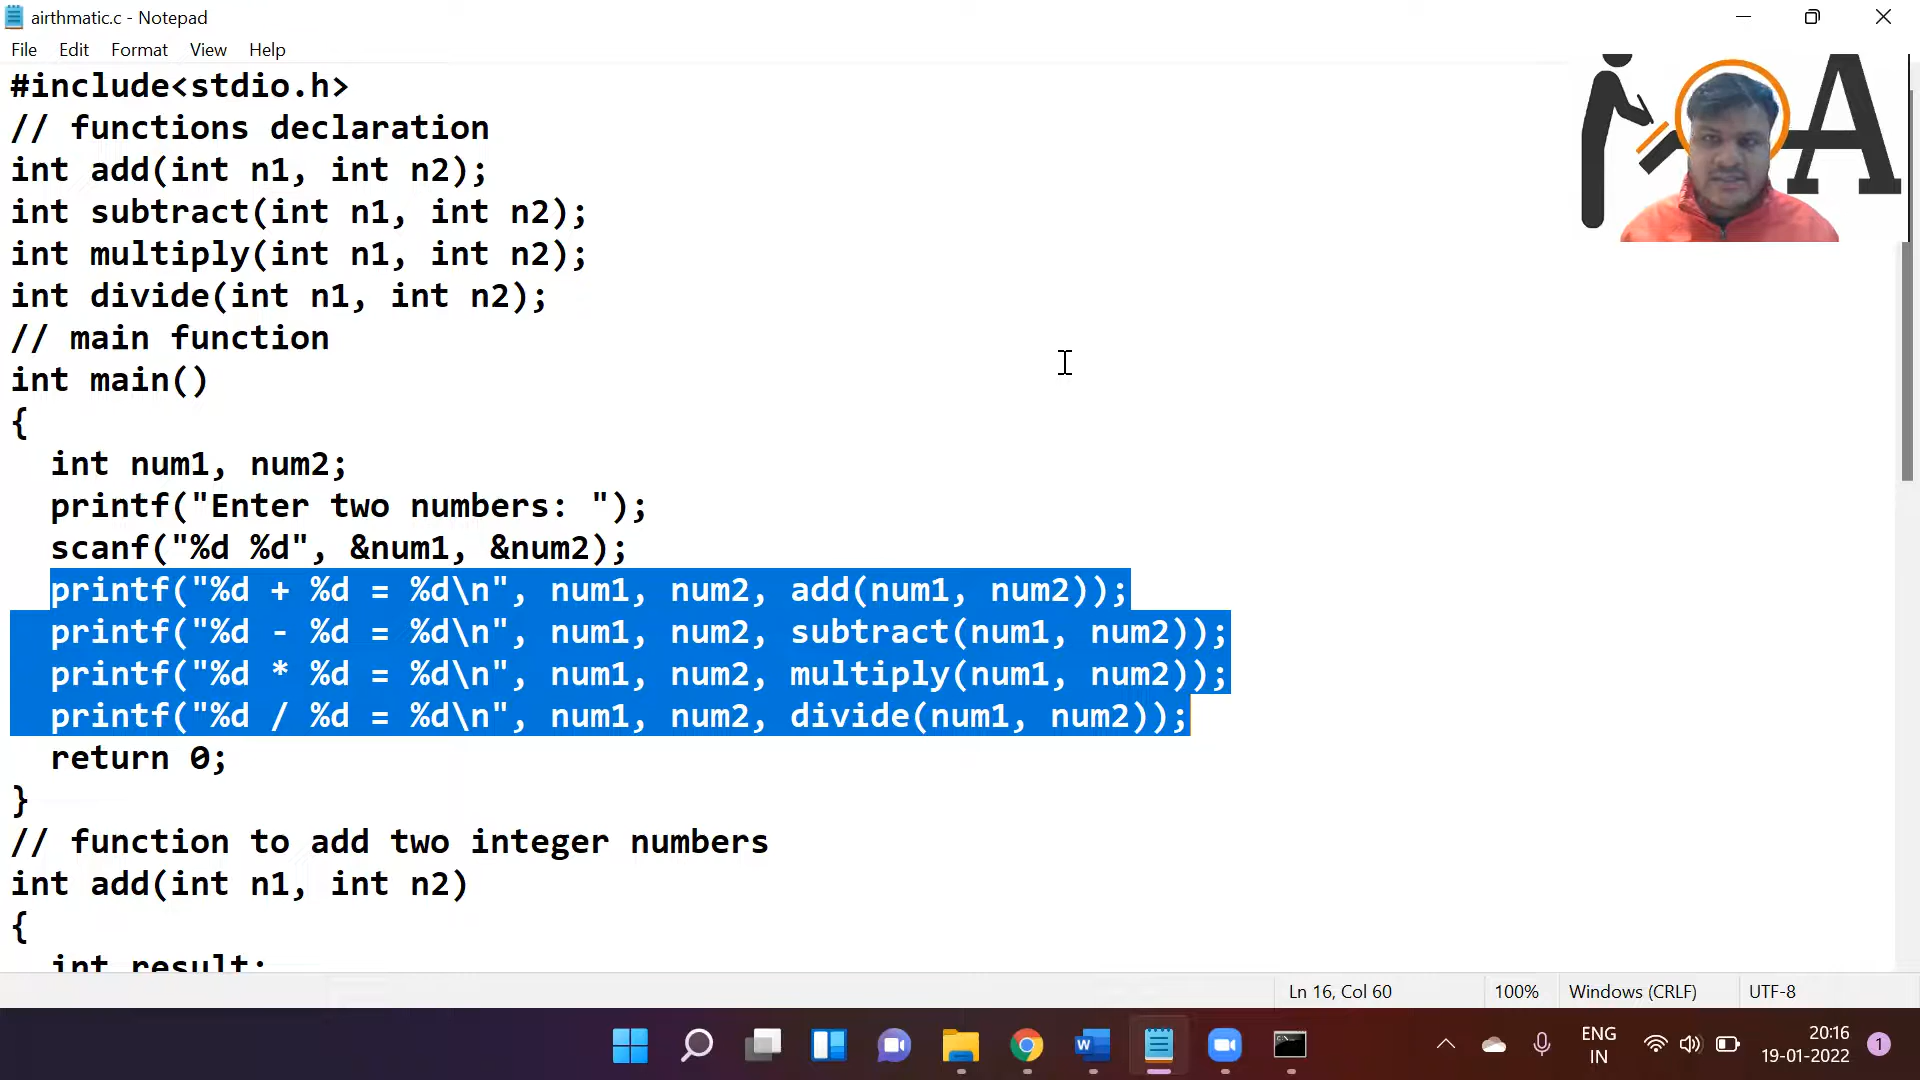 airthmatic.c - Notepad
File Edit Format View Help
#include<stdio.h>
// functions declaration
int add(int n1, int n2);
int subtract(int n1, int n2);
int multiply(int n1, int n2);
int divide(int n1, int n2);
// main function
int main()
{
  int num1, num2;
  printf("Enter two numbers: ");
  scanf("%d %d", &num1, &num2);
  printf("%d + %d = %d\n", num1, num2, add(num1, num2));
  printf("%d - %d = %d\n", num1, num2, subtract(num1, num2));
  printf("%d * %d = %d\n", num1, num2, multiply(num1, num2));
  printf("%d / %d = %d\n", num1, num2, divide(num1, num2));
  return 0;
}
// function to add two integer numbers
int add(int n1, int n2)
{
  int result;
A
Ln 16, Col 60 100% Windows (CRLF) UTF-8
W
C:\
ENG
IN
20:16
19-01-2022
1